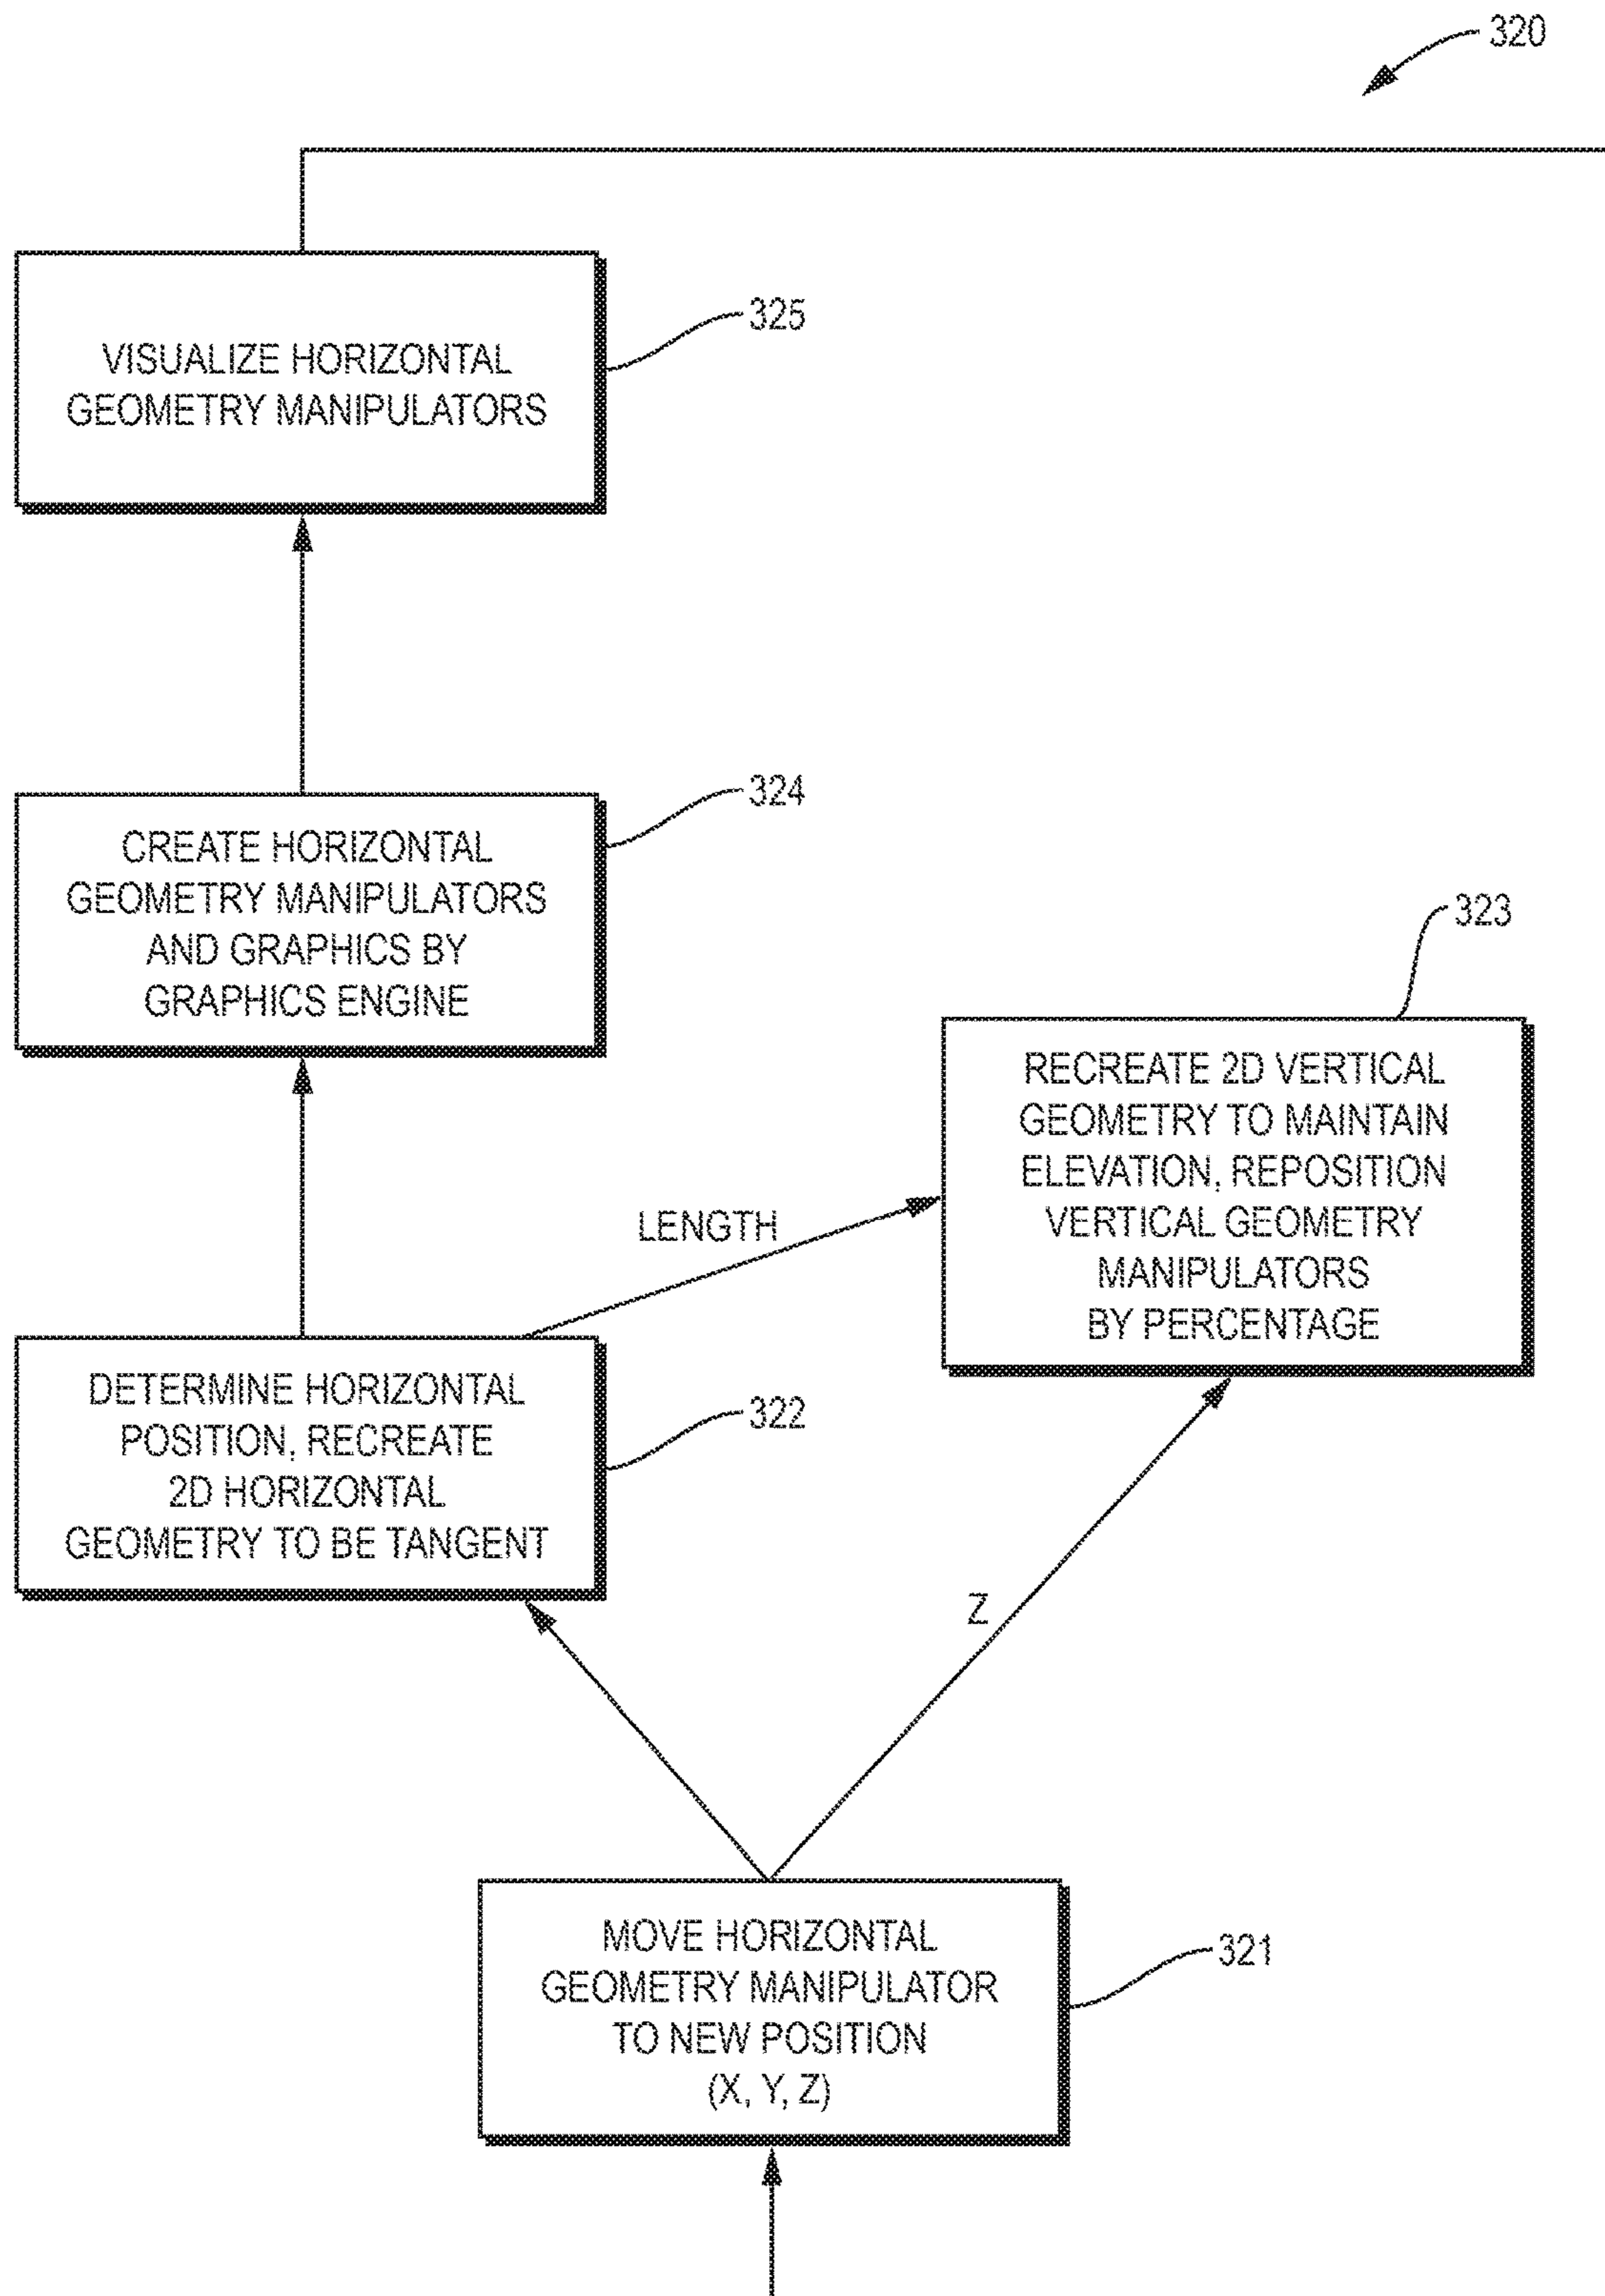 320
325
VISUALIZE HORIZONTAL
GEOMETRY MANIPULATORS
324
CREATE HORIZONTAL
GEOMETRY MANIPULATORS
AND GRAPHICS BY
GRAPHICS ENGINE
323
RECREATE 2D VERTICAL
GEOMETRY TO MAINTAIN
ELEVATION, REPOSITION
VERTICAL GEOMETRY
MANIPULATORS
BY PERCENTAGE
LENGTH
322
DETERMINE HORIZONTAL
POSITION, RECREATE
2D HORIZONTAL
GEOMETRY TO BE TANGENT
Z
321
MOVE HORIZONTAL
GEOMETRY MANIPULATOR
TO NEW POSITION
(X, Y, Z)